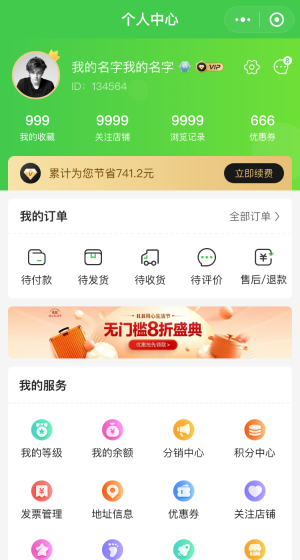 个人中心
我的名字我的名字 VIP
ID：134564
8
999 9999 9999 666
我的收藏 关注店铺 浏览记录 优惠券
累计为您节省741.2元 立即续费
我的订单 全部订单
待付款 待发货 待收货 待评价 售后/退款
无门槛8折盛典
优惠抢先领取
我的服务
我的等级 我的余额 分销中心 积分中心
发票管理 地址信息 优惠券 关注店铺